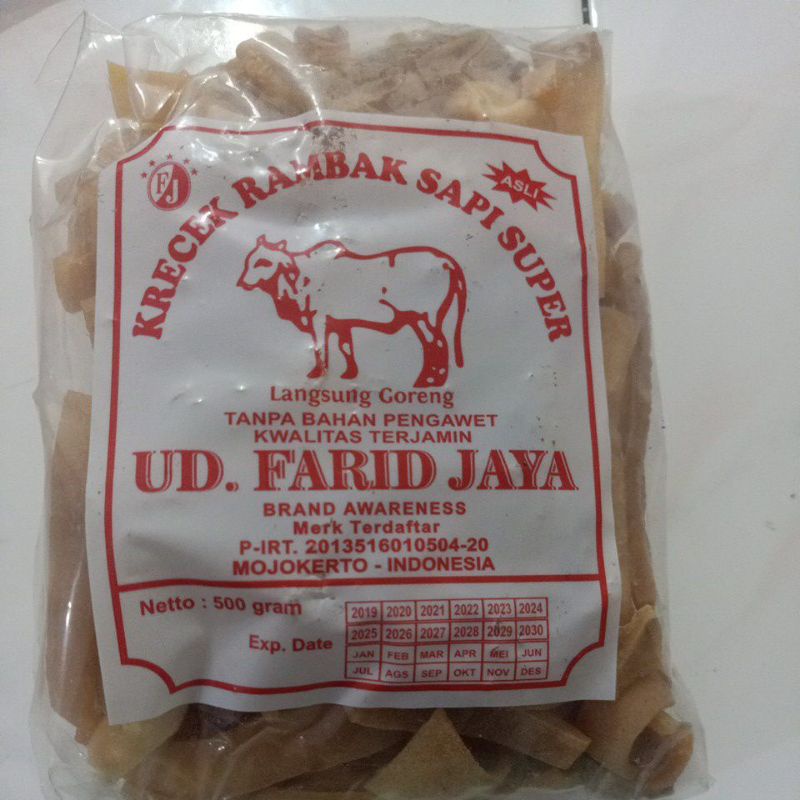 FJ
KRECEK RAMBAK SAPI SUPER
ASLI
Langsung Goreng
TANPA BAHAN PENGAWET
KWALITAS TERJAMIN
UD. FARID JAYA
BRAND AWARENESS
Merk Terdaftar
P-IRT. 2013516010504-20
MOJOKERTO - INDONESIA
Netto : 500 gram
Exp. Date
2019 2020 2021 2022 2023 2024
2025 2026 2027 2028 2029 2030
JAN FEB MAR APR MEI JUN
JUL AGS SEP OKT NOV DES